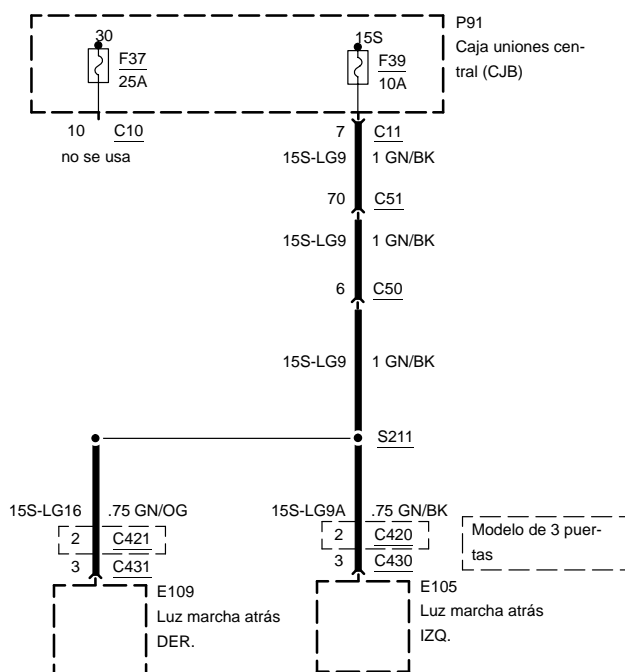 P91
Caja uniones cen-
tral (CJB)
30
F37
25A
15S
F39
10A
10 C10
no se usa
7 C11
15S-LG9 1 GN/BK
70 C51
15S-LG9 1 GN/BK
6 C50
15S-LG9 1 GN/BK
S211
15S-LG16 .75 GN/OG
15S-LG9A .75 GN/BK
2 C421
2 C420
Modelo de 3 puer-
tas
3 C431
3 C430
E109
Luz marcha atrás
DER.
E105
Luz marcha atrás
IZQ.